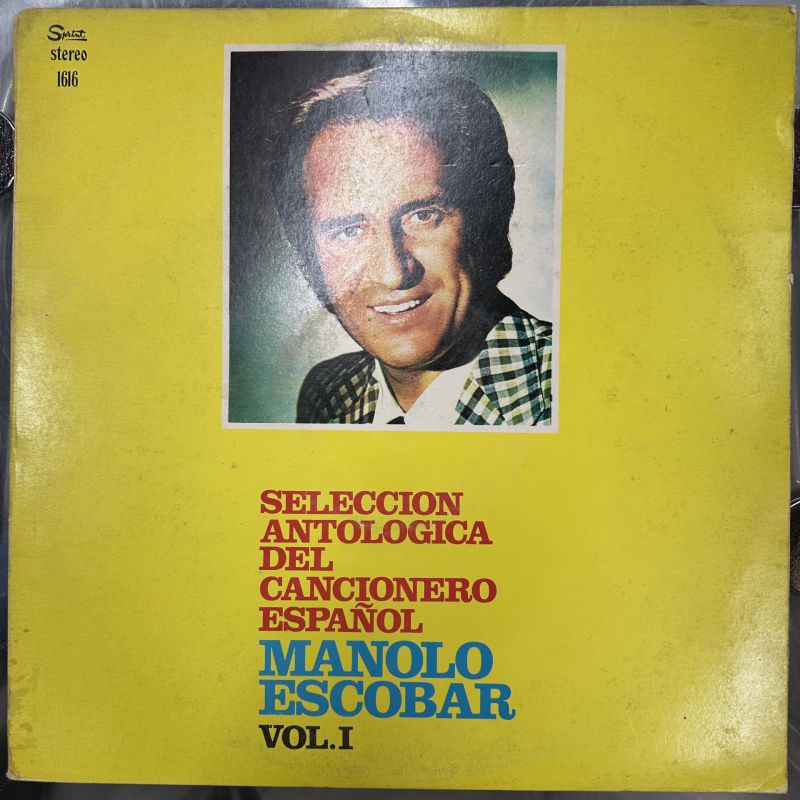 Sprint
stereo
1616
SELECCION
ANTOLOGICA
DEL
CANCIONERO
ESPAÑOL
MANOLO
ESCOBAR
VOL.I